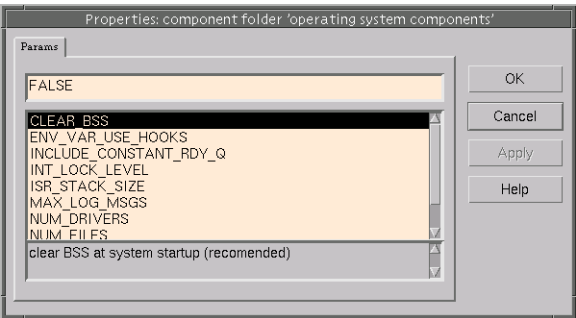 Properties: component folder 'operating system components'
Params
FALSE
OK
CLEAR_BSS
Cancel
ENV_VAR_USE_HOOKS
INCLUDE_CONSTANT_RDY_Q
Apply
INT_LOCK_LEVEL
ISR_STACK_SIZE
Help
MAX_LOG_MSGS
NUM_DRIVERS
NUM_FILES
clear BSS at system startup (recomended)